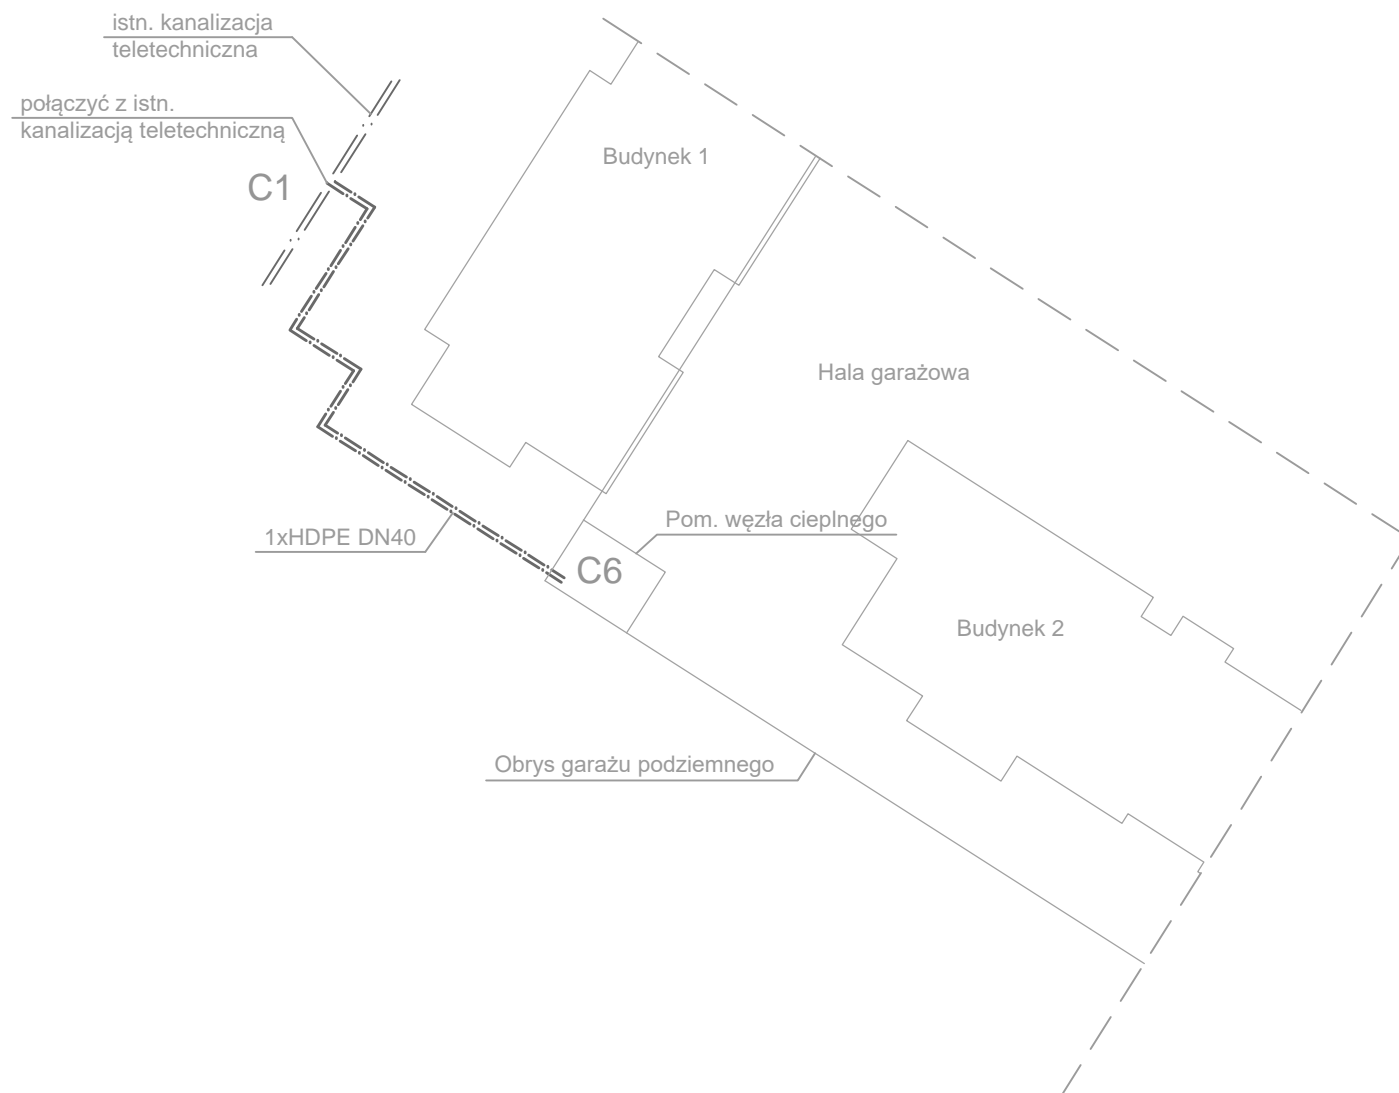 istn. kanalizacja
teletechniczna
połączyć z istn.
kanalizacją teletechniczną
Budynek 1
C1
Hala garażowa
Pom. węzła cieplnego
1xHDPE DN40
C6
Budynek 2
Obrys garażu podziemnego